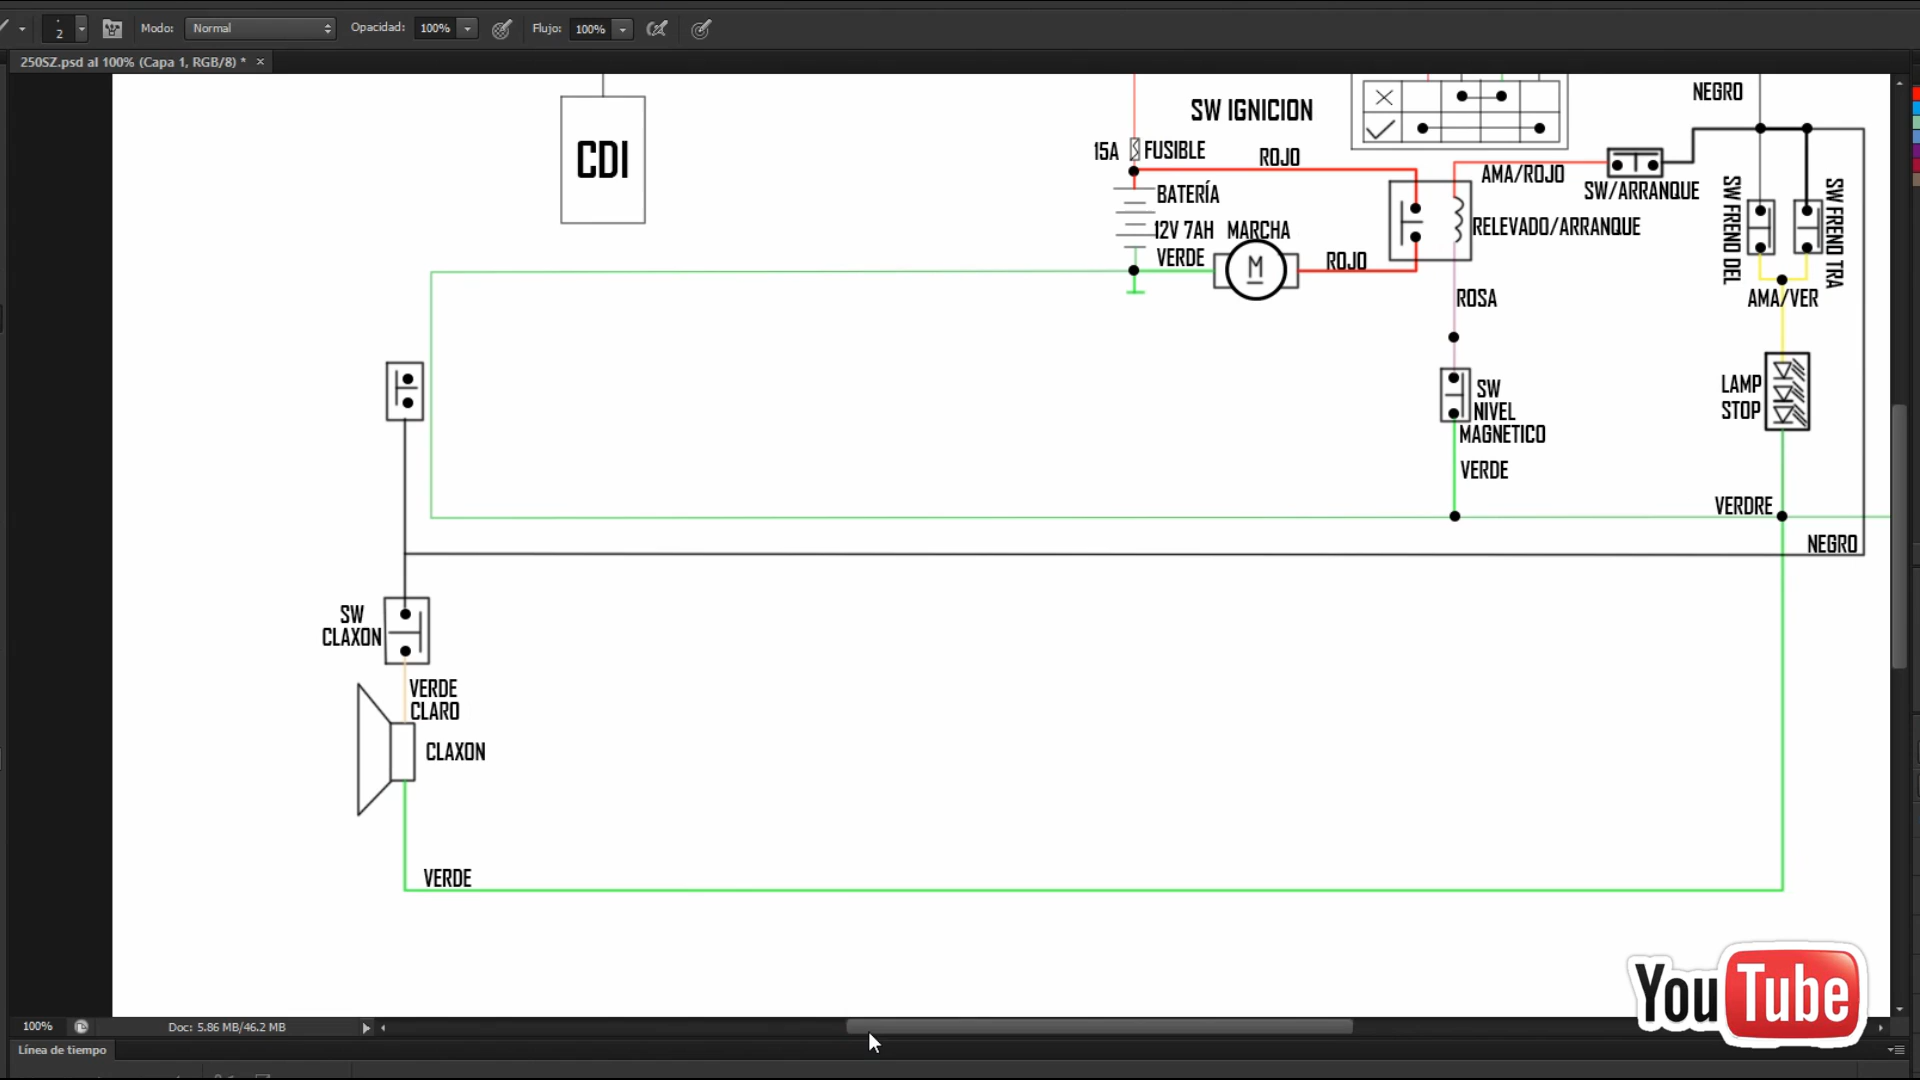 2
Modo:
Normal
Opacidad:
100%
Flujo:
100%
250SZ.psd al 100% (Capa 1, RGB/8) *
×
CDI
SW IGNICION
NEGRO
15A
FUSIBLE
ROJO
AMA/ROJO
SW/ARRANQUE
BATERÍA
12V 7AH
MARCHA
RELEVADO/ARRANQUE
SW FRENO DEL
SW FRENO TRA
VERDE
M
ROJO
ROSA
AMA/VER
LAMP
STOP
SW
NIVEL
MAGNETICO
VERDE
VERDRE
NEGRO
SW
CLAXON
VERDE
CLARO
CLAXON
VERDE
YouTube
100%
Doc: 5.86 MB/46.2 MB
Línea de tiempo